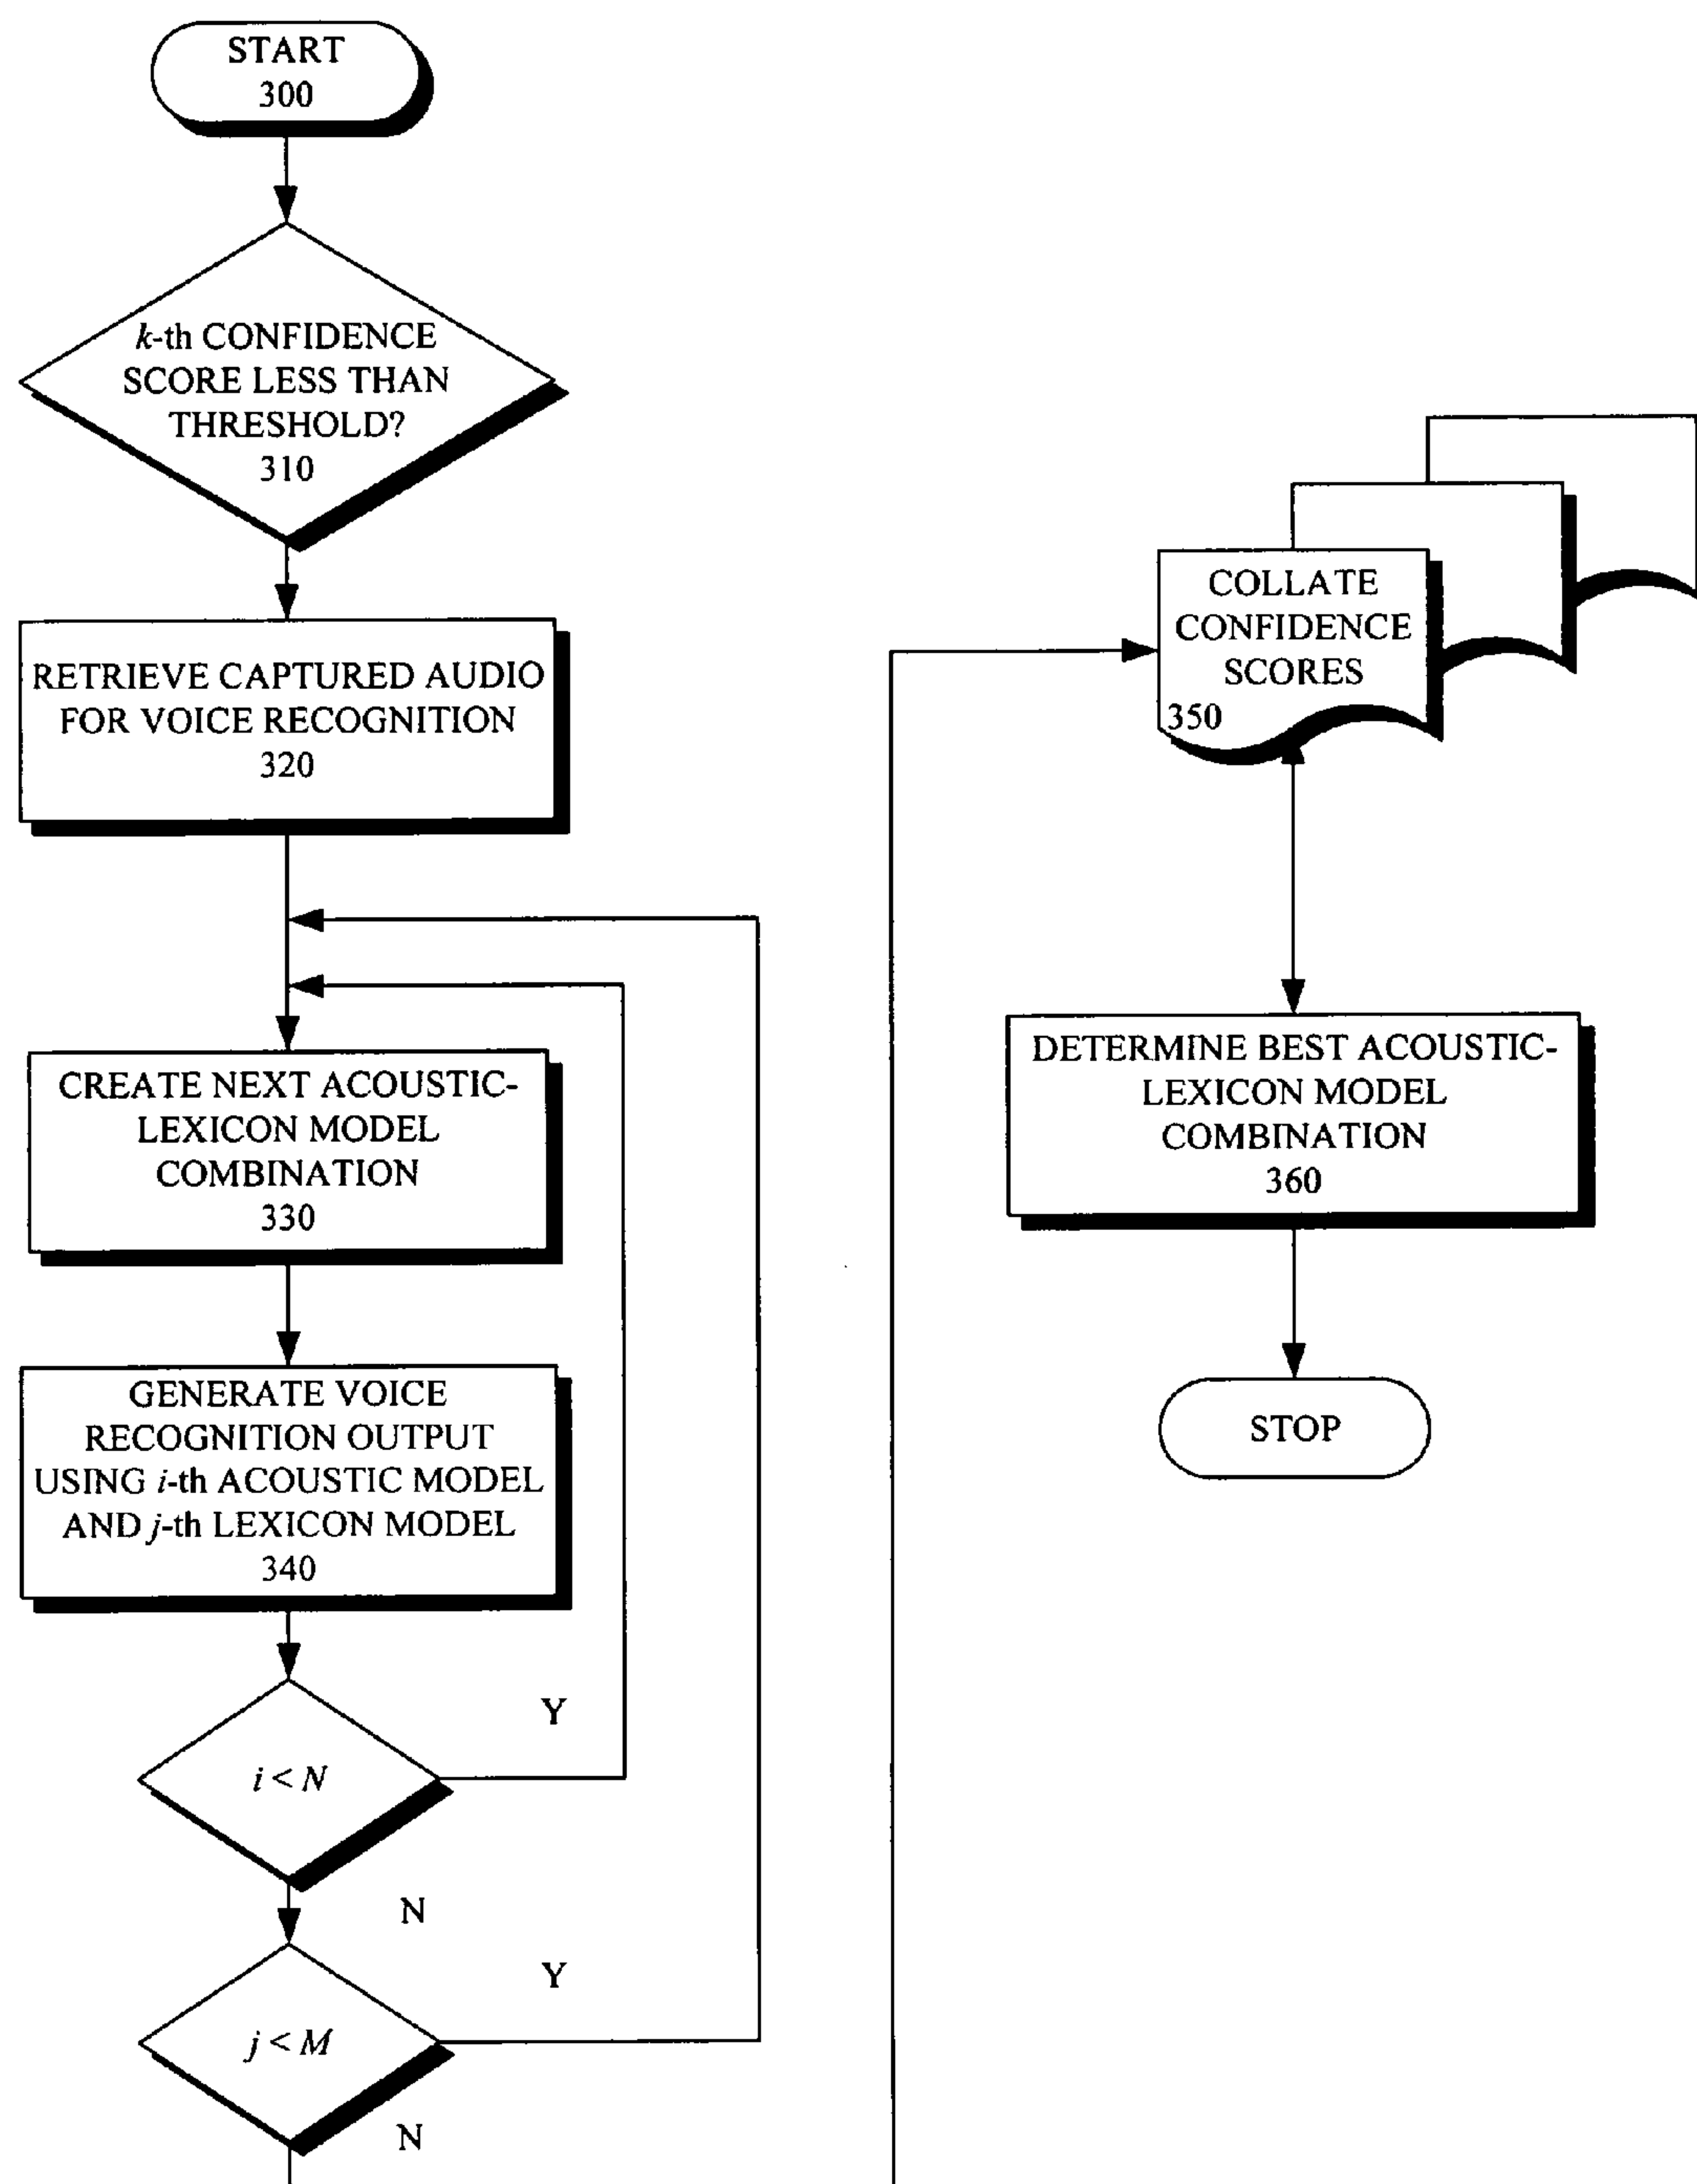 START
300
k-th CONFIDENCE
SCORE LESS THAN
THRESHOLD?
310
RETRIEVE CAPTURED AUDIO
FOR VOICE RECOGNITION
320
CREATE NEXT ACOUSTIC-
LEXICON MODEL
COMBINATION
330
GENERATE VOICE
RECOGNITION OUTPUT
USING i-th ACOUSTIC MODEL
AND j-th LEXICON MODEL
340
Y
i < N
N
Y
j < M
N
COLLATE
CONFIDENCE
SCORES
350
DETERMINE BEST ACOUSTIC-
LEXICON MODEL
COMBINATION
360
STOP